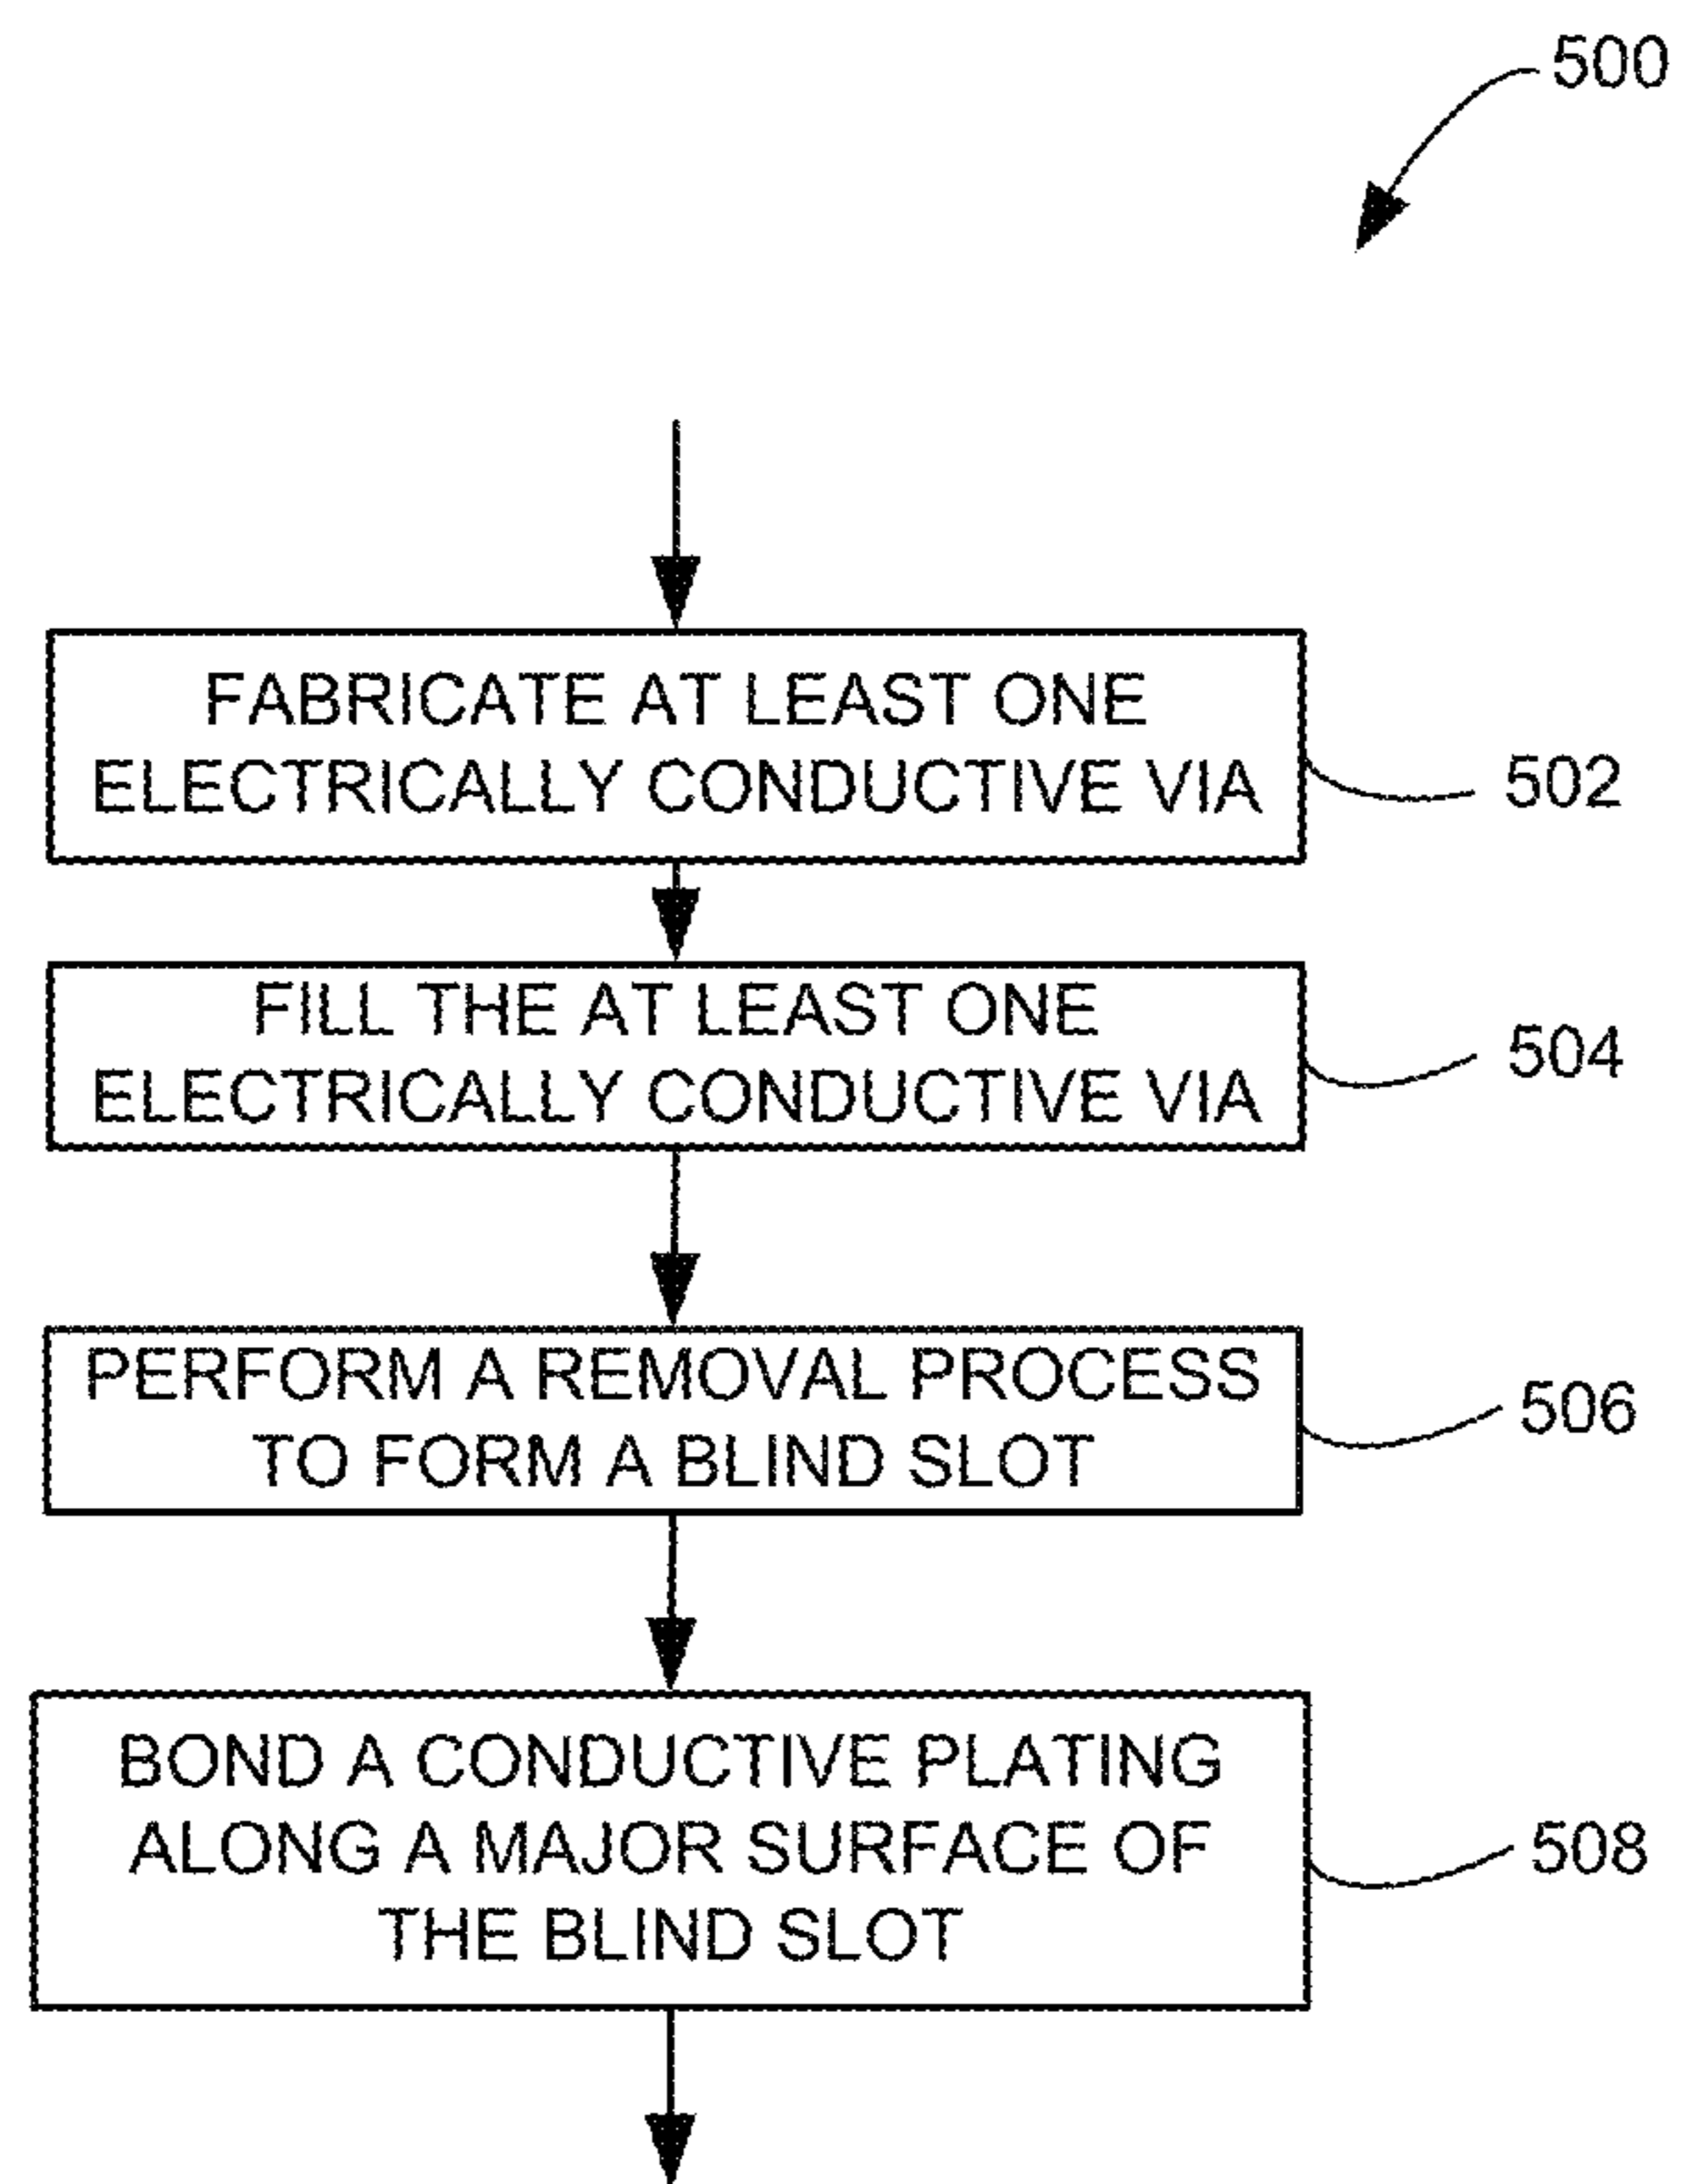 500
FABRICATE AT LEAST ONE
ELECTRICALLY CONDUCTIVE VIA
502
FILL THE AT LEAST ONE
ELECTRICALLY CONDUCTIVE VIA
504
PERFORM A REMOVAL PROCESS
TO FORM A BLIND SLOT
506
BOND A CONDUCTIVE PLATING
ALONG A MAJOR SURFACE OF
THE BLIND SLOT
508